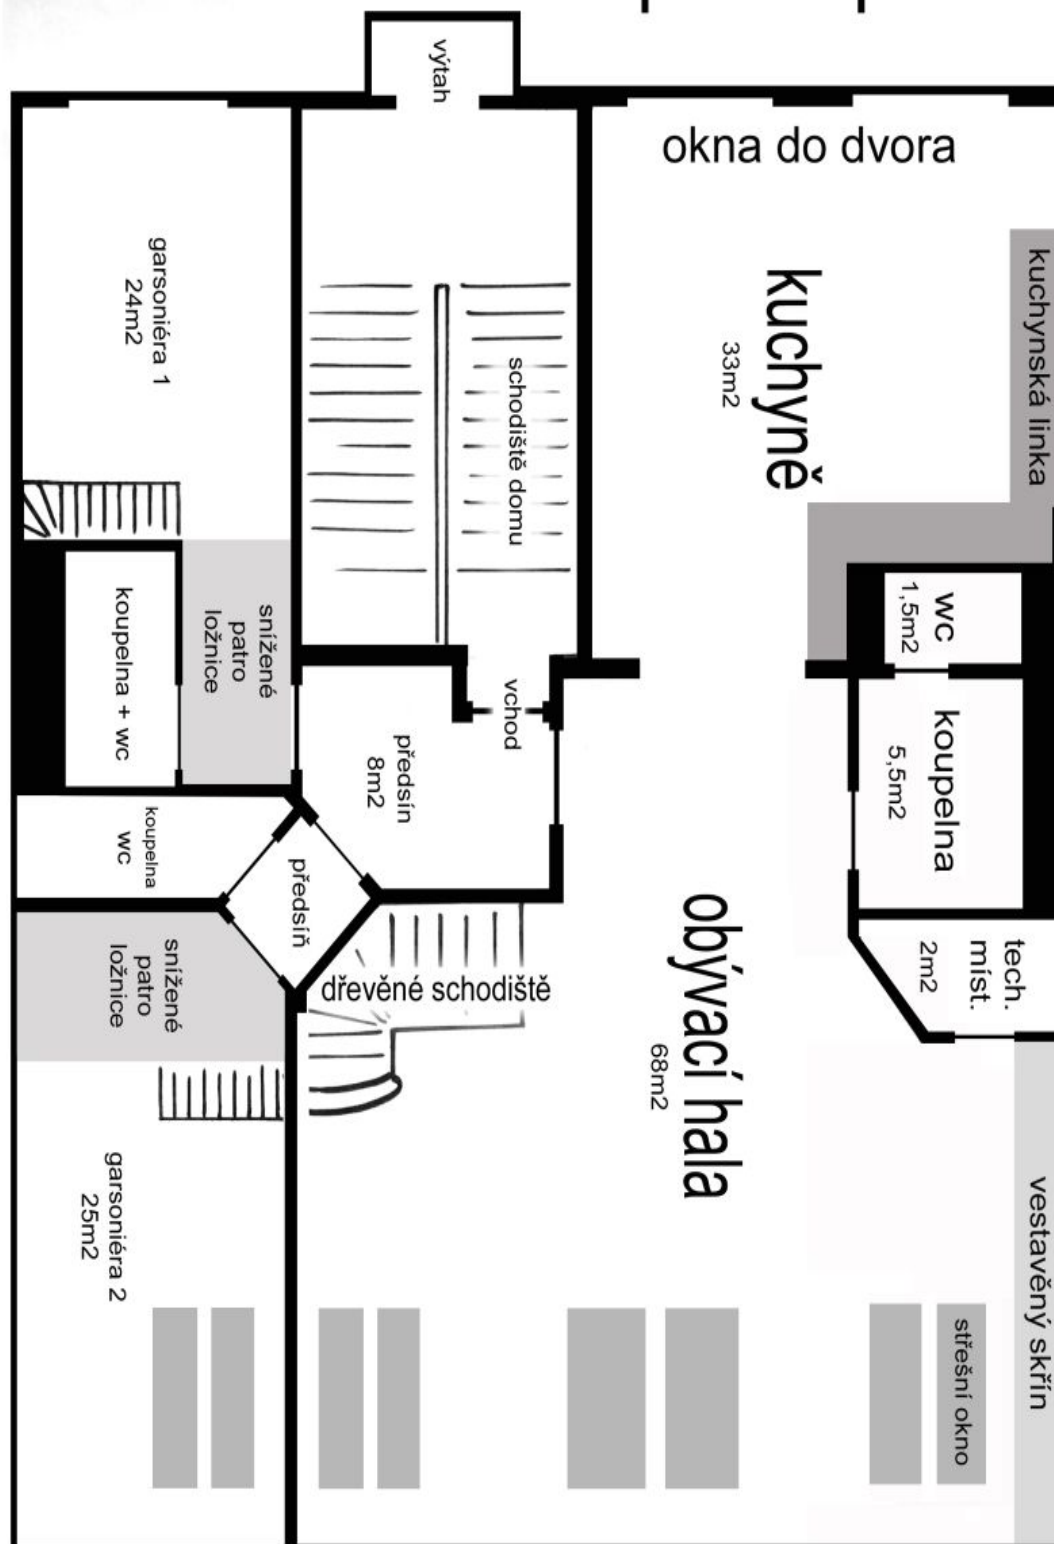 výtah
okna do dvora
kuchynská linka
kuchyně
33m2
garsoniéra 1
24m2
schodiště domu
snížené
patro
ložnice
koupelna + wc
wc
1,5m2
vchod
předsín
8m2
koupelna
5,5m2
koupelna
wc
předsíň
obývací hala
68m2
tech.
míst.
2m2
snížené
patro
ložnice
dřevěné schodiště
garsoniéra 2
25m2
vestavěný skřín
střešní okno